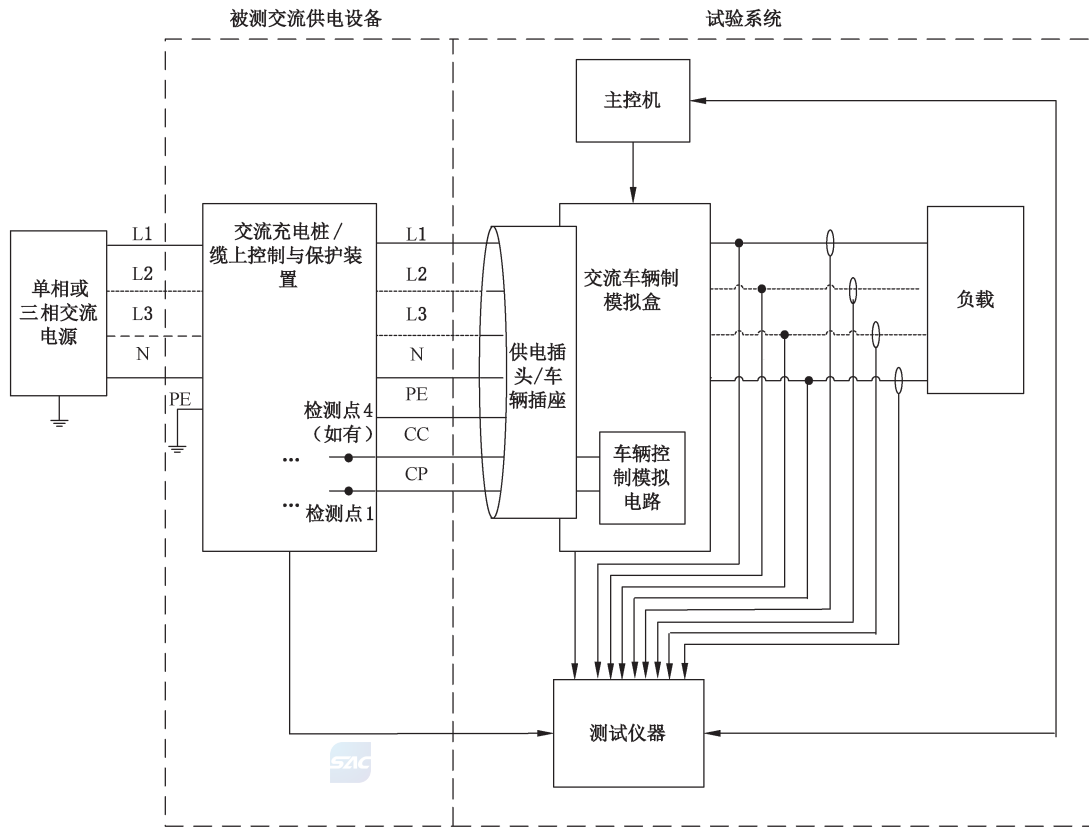 被测交流供电设备
试验系统
主控机
单相或
三相交流
电源
L1
L2
L3
N
PE
交流充电桩/
缆上控制与保护装
置
检测点4
（如有）
...
...
检测点1
L1
L2
L3
N
PE
CC
CP
供电插
头/车
辆插座
交流车辆制
模拟盒
车辆控
制模拟
电路
负载
测试仪器
SAC